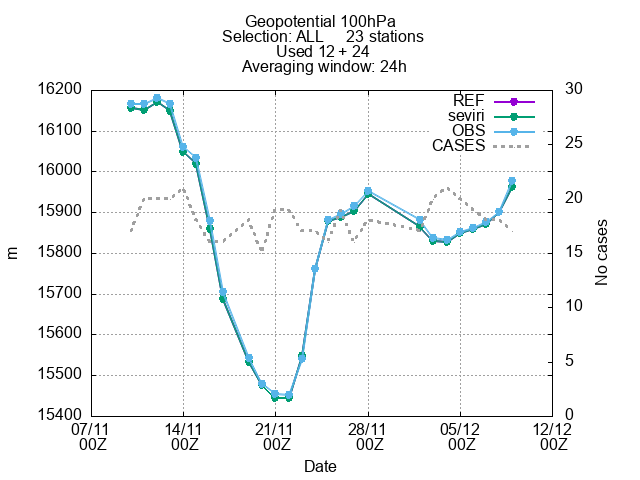 Geopotential 100hPa
Selection: ALL 23 stations
Used 12 + 24
Averaging window: 24h
REF
seviri
OBS
CASES
16200
16100
16000
15900
15800
15700
15600
15500
15400
m
30
25
20
15
10
5
0
No cases
07/11 14/11 21/11 28/11 05/12 12/12
00Z 00Z 00Z 00Z 00Z 00Z
Date